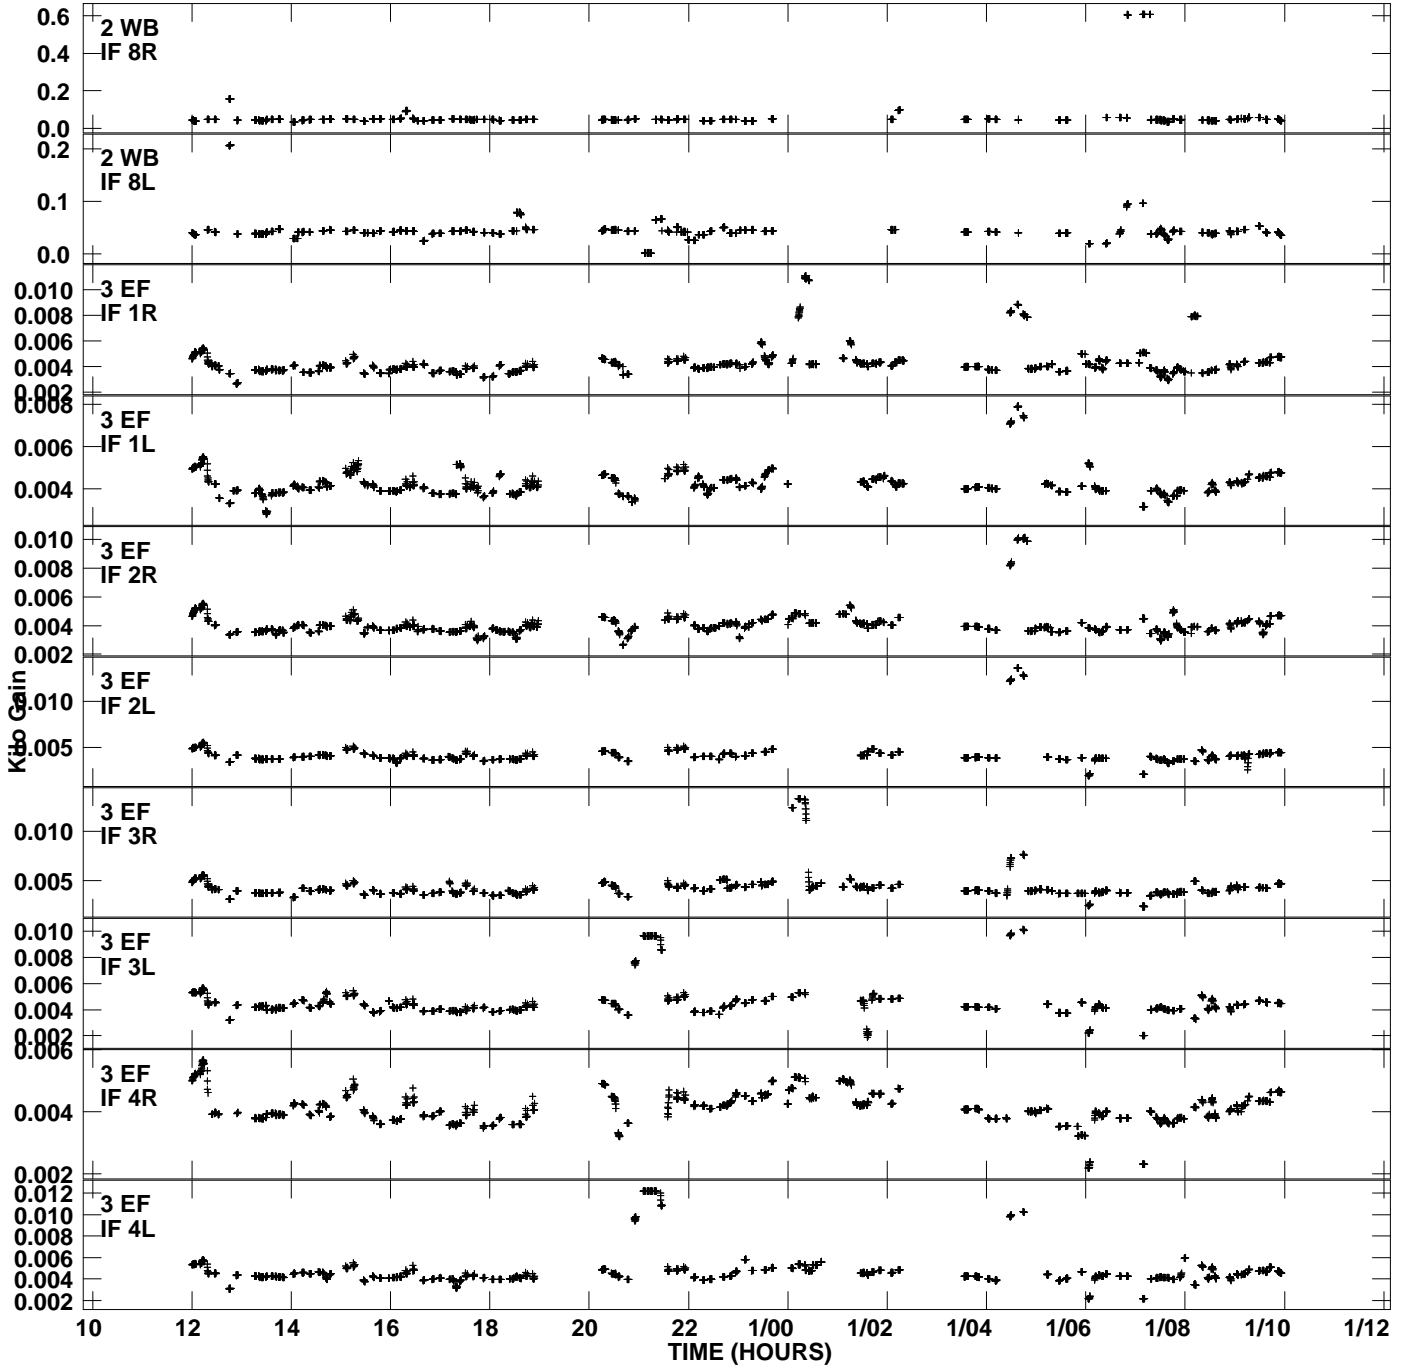 0.6
2 WB
IF 8R
0.4
0.2
0.0
0.2
2 WB
IF 8L
0.1
0.0
0.010
3 EF
IF 1R
0.008
0.006
0.004
0.002
0.008
3 EF
IF 1L
0.006
0.004
0.010
3 EF
IF 2R
0.008
0.006
0.004
0.002
3 EF
IF 2L
0.010
0.005
Kilo Gain
3 EF
IF 3R
0.010
0.005
0.010
3 EF
IF 3L
0.008
0.006
0.004
0.002
0.006
3 EF
IF 4R
0.004
0.002
0.012
3 EF
IF 4L
0.010
0.008
0.006
0.004
0.002
10 12 14 16 18 20 22 1/00 1/02 1/04 1/06 1/08 1/10 1/12
TIME (HOURS)